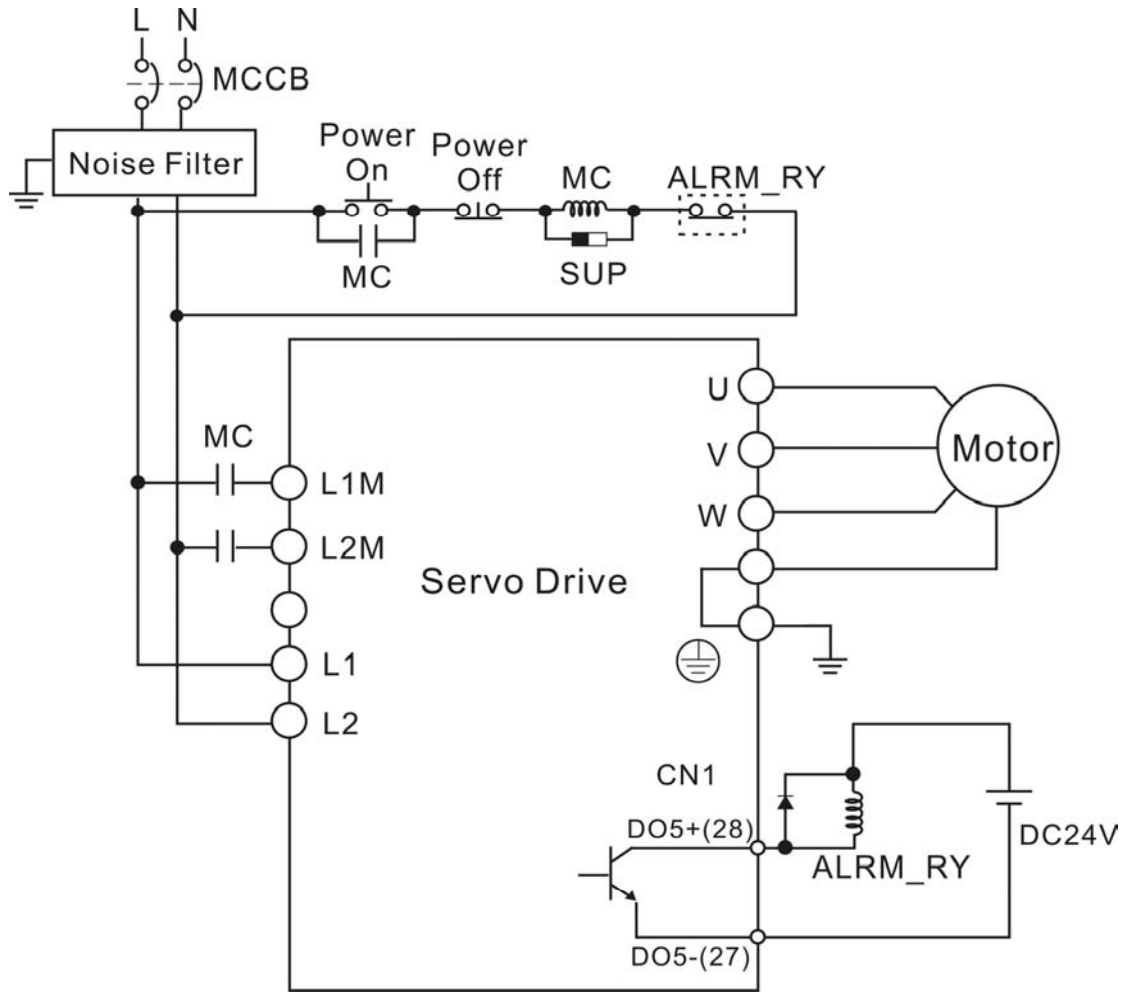 L N
MCCB
Noise Filter
Power
On
Power
Off
MC
ALRM_RY
MC
SUP
MC
L1M
L2M
L1
L2
Servo Drive
U
V
W
Motor
CN1
DO5+(28)
DO5-(27)
ALRM_RY
DC24V